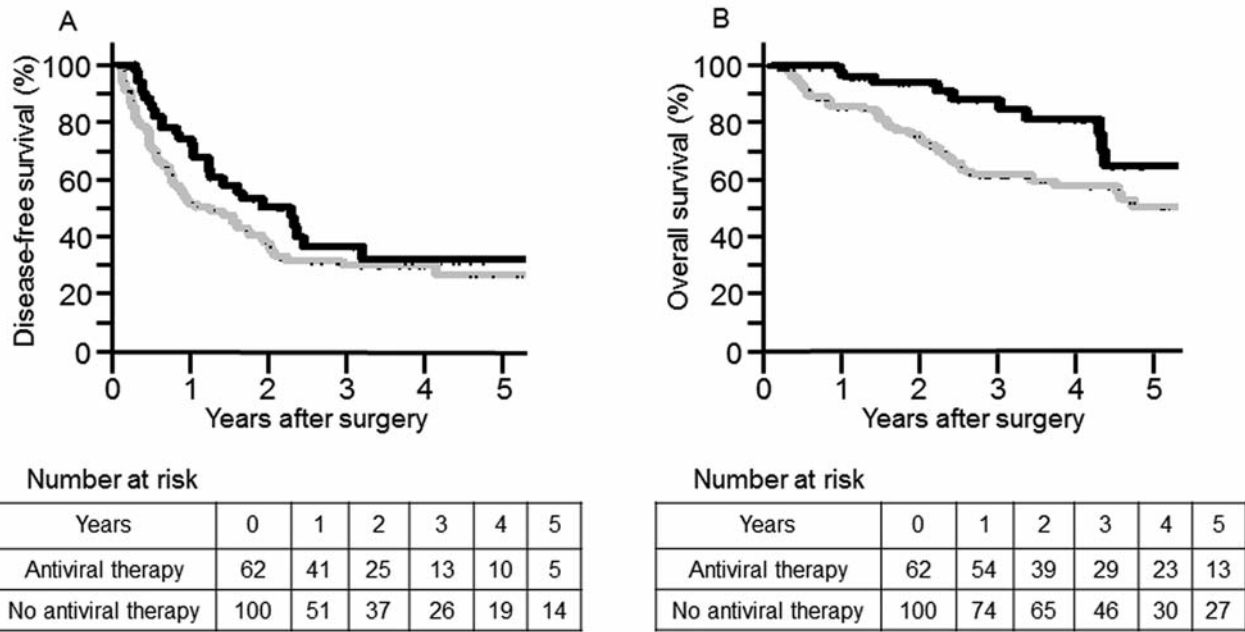 A
Disease-free survival (%)
100
80
60
40
20
0
0 1 2 3 4 5
Years after surgery
Number at risk
Years 0 1 2 3 4 5
Antiviral therapy 62 41 25 13 10 5
No antiviral therapy 100 51 37 26 19 14
B
Overall survival (%)
100
80
60
40
20
0
0 1 2 3 4 5
Years after surgery
Number at risk
Years 0 1 2 3 4 5
Antiviral therapy 62 54 39 29 23 13
No antiviral therapy 100 74 65 46 30 27